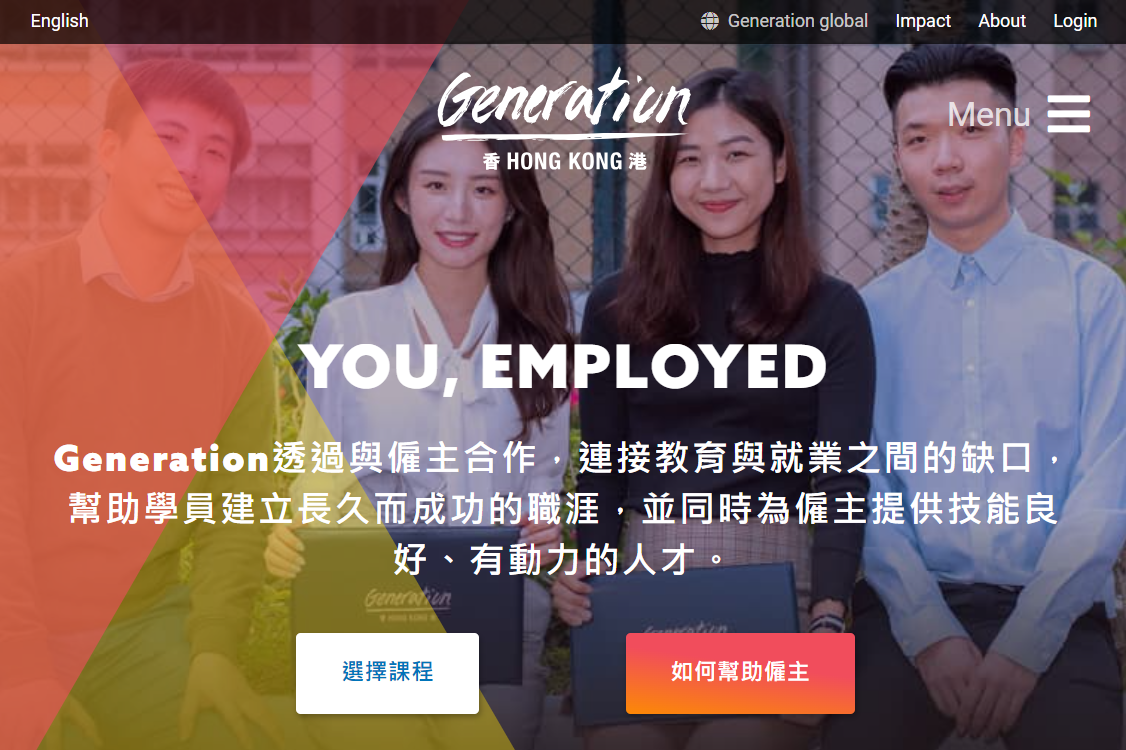 English
Generation global
Impact
About
Login
Generation
香 HONG KONG 港
Menu
YOU, EMPLOYED
Generation透過與僱主合作，連接教育與就業之間的缺口，
幫助學員建立長久而成功的職涯，並同時為僱主提供技能良
好、有動力的人才。
Generation
香 HONG KONG 港
Generation
選擇課程
如何幫助僱主